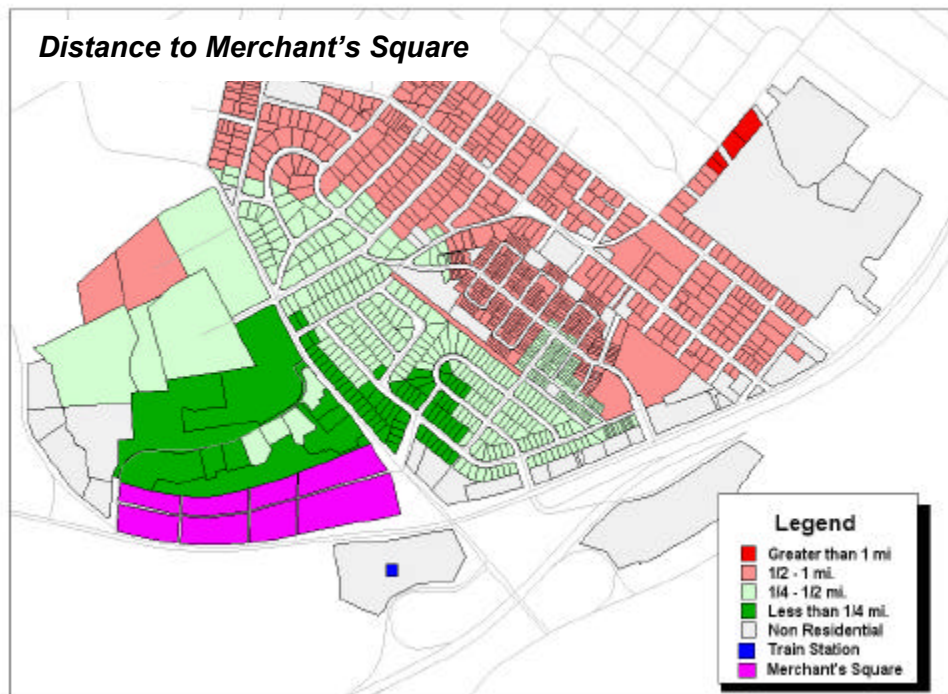 Distance to Merchant's Square
Legend
Greater than 1 mi
1/2 - 1 mi.
1/4 - 1/2 mi.
Less than 1/4 mi.
Non Residential
Train Station
Merchant's Square